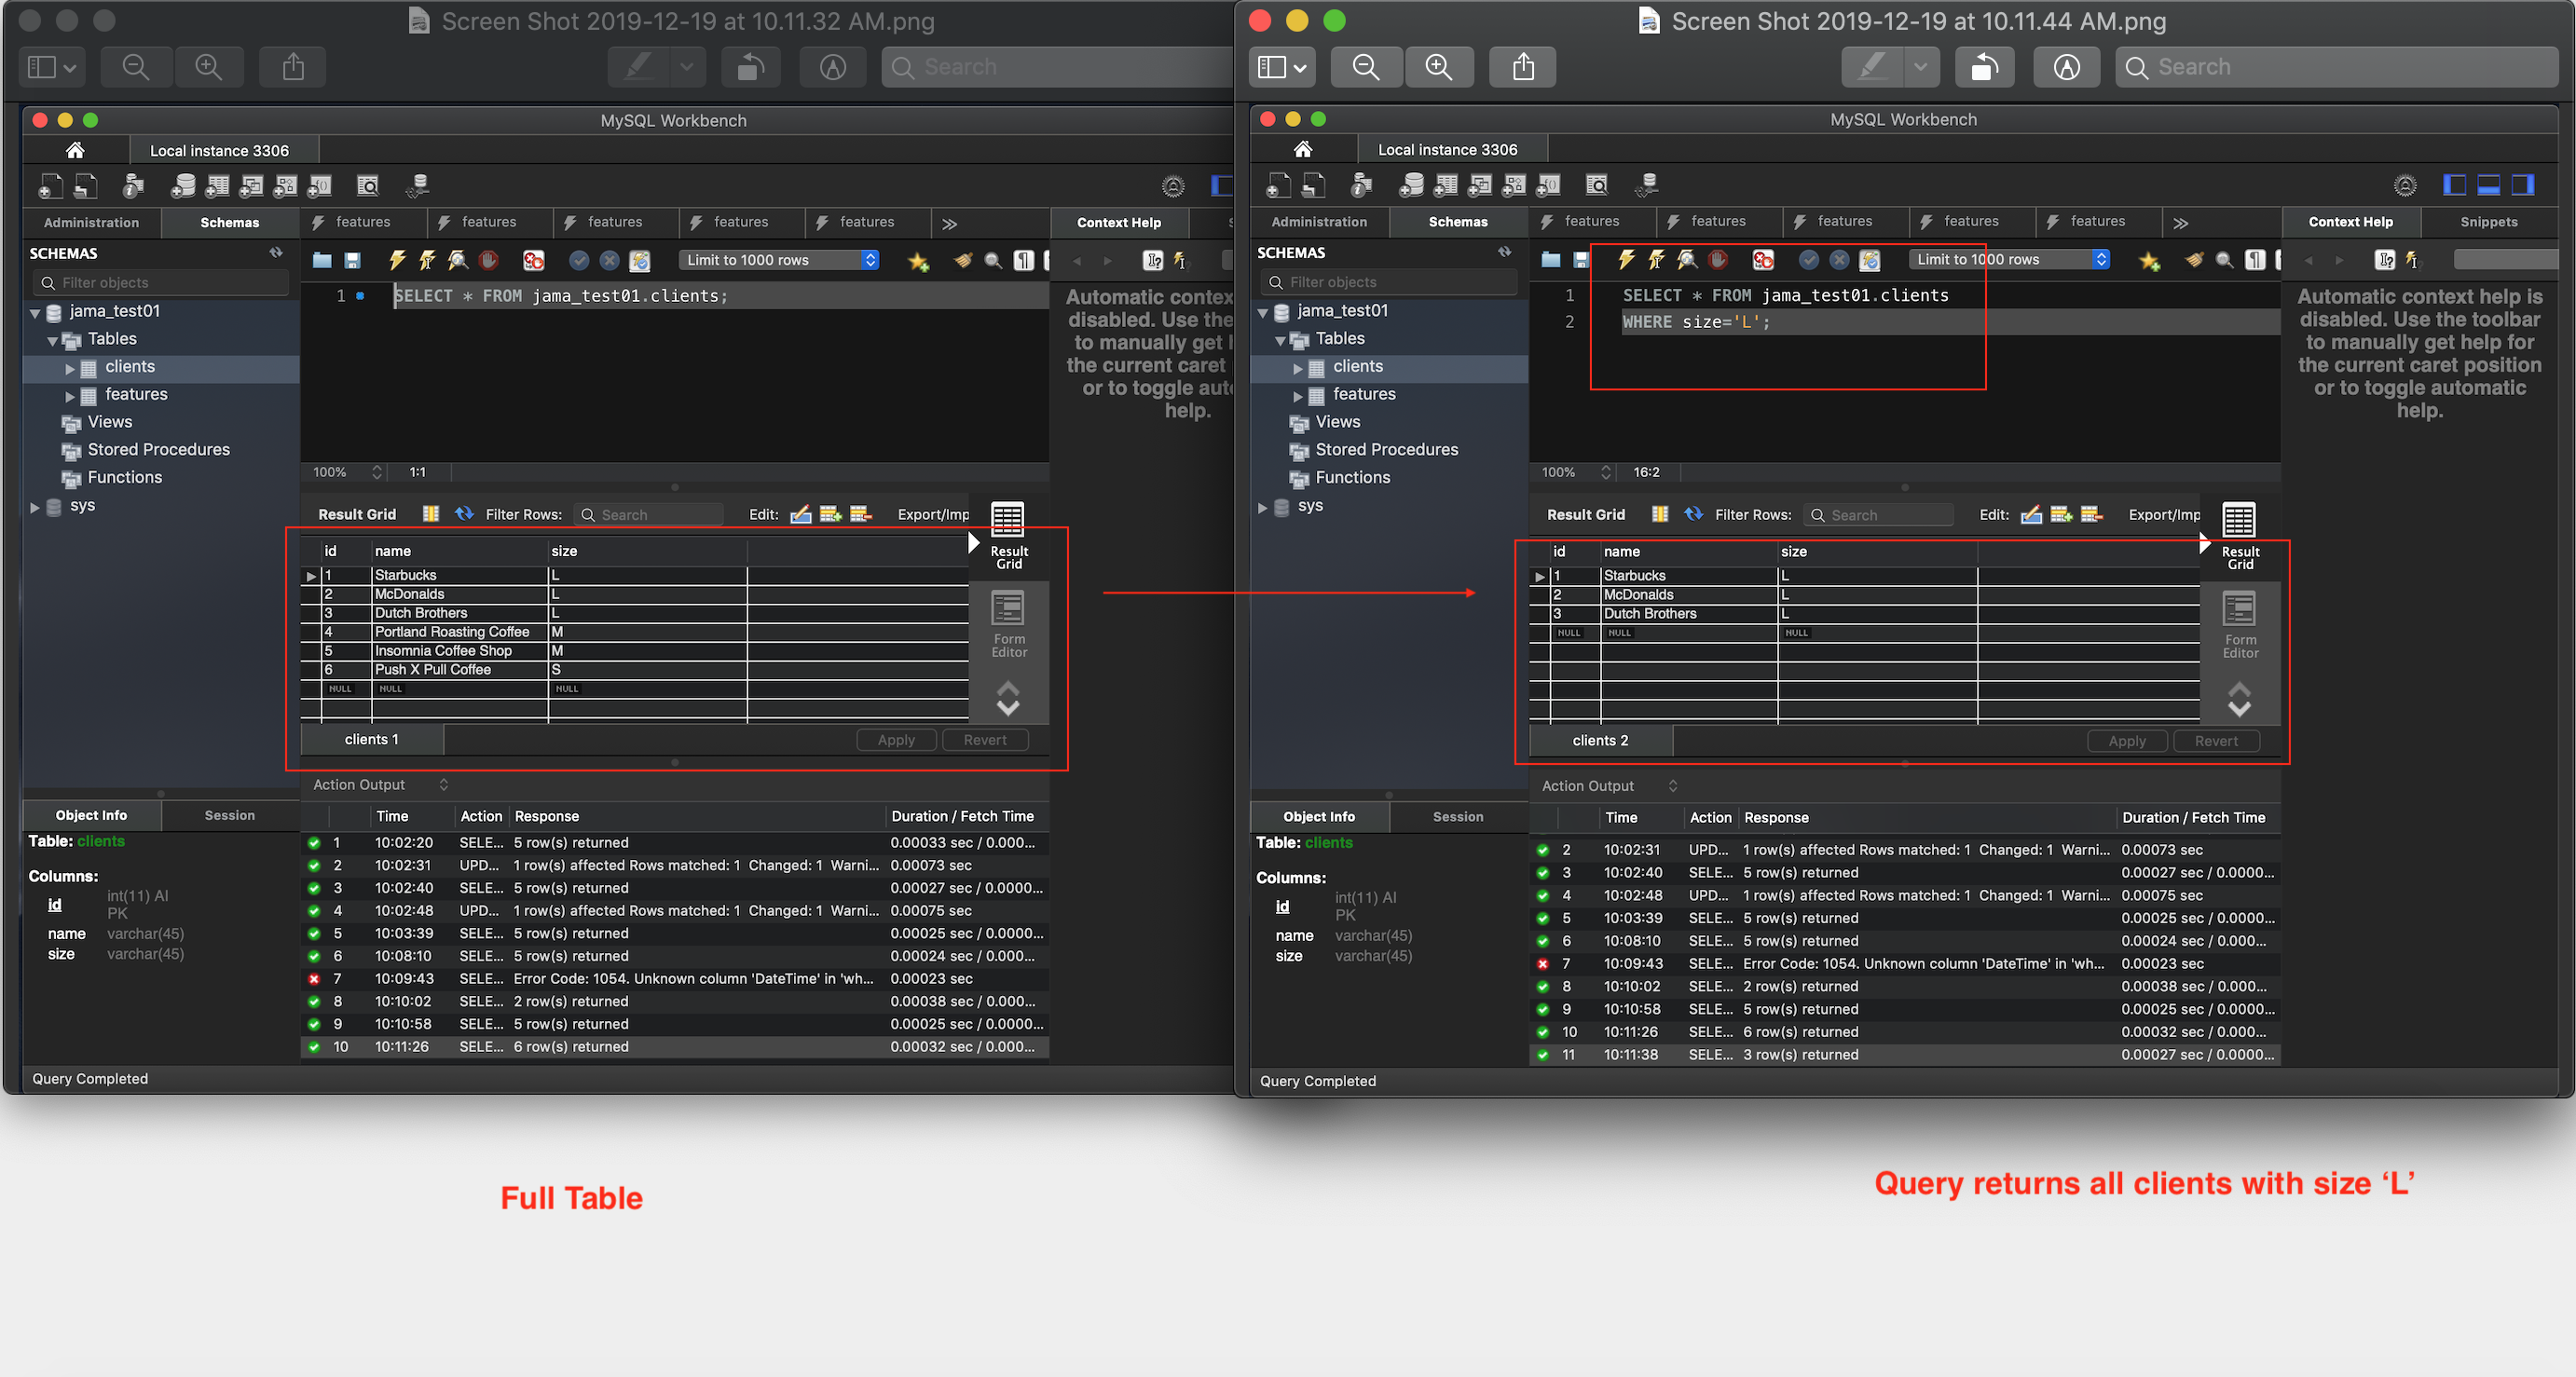 Screen Shot 2019-12-19 at 10.11.32 AM.png
Search
MySQL Workbench
Local instance 3306
Administration
Schemas
features
features
features
features
features
Context Help
SCHEMAS
Filter objects
Limit to 1000 rows
1
SELECT * FROM jama_test01.clients;
jama_test01
Tables
clients
features
Views
Stored Procedures
Functions
sys
disabled. Use the
to manually get
the current caret
help.
100%
1:1
Result Grid
Filter Rows:
Search
Edit:
Export/Imp
id name size
1 Starbucks L
2 McDonalds L
3 Dutch Brothers L
4 Portland Roasting Coffee M
5 Insomnia Coffee Shop M
6 Push X Pull Coffee S
NULL NULL NULL
Result
Grid
Form
Editor
clients 1
Apply
Revert
Action Output
Time Action Response Duration / Fetch Time
1 10:02:20 SELE... 5 row(s) returned 0.00033 sec / 0.000...
2 10:02:31 UPD... 1 row(s) affected Rows matched: 1 Changed: 1 Warni... 0.00073 sec
3 10:02:40 SELE... 5 row(s) returned 0.00027 sec / 0.0000...
4 10:02:48 UPD... 1 row(s) affected Rows matched: 1 Changed: 1 Warni... 0.00075 sec
5 10:03:39 SELE... 5 row(s) returned 0.00025 sec / 0.0000...
6 10:08:10 SELE... 5 row(s) returned 0.00024 sec / 0.000...
7 10:09:43 SELE... Error Code: 1054. Unknown column 'DateTime' in 'wh... 0.00023 sec
8 10:10:02 SELE... 2 row(s) returned 0.00038 sec / 0.000...
9 10:10:58 SELE... 5 row(s) returned 0.00025 sec / 0.0000...
10 10:11:26 SELE... 6 row(s) returned 0.00032 sec / 0.000...
Object Info
Session
Table: clients
Columns:
id int(11) AI
PK
name varchar(45)
size varchar(45)
Query Completed
Full Table
Screen Shot 2019-12-19 at 10.11.44 AM.png
Search
MySQL Workbench
Local instance 3306
Administration
Schemas
features
features
features
features
features
Context Help
Snippets
SCHEMAS
Filter objects
Limit to 1000 rows
1 SELECT * FROM jama_test01.clients
2 WHERE size='L';
jama_test01
Tables
clients
features
Views
Stored Procedures
Functions
sys
Automatic context help is
disabled. Use the toolbar
to manually get help for
the current caret position
or to toggle automatic
help.
100%
16:2
Result Grid
Filter Rows:
Search
Edit:
Export/Imp
id name size
1 Starbucks L
2 McDonalds L
3 Dutch Brothers L
NULL NULL NULL
Result
Grid
Form
Editor
clients 2
Apply
Revert
Action Output
Time Action Response Duration / Fetch Time
2 10:02:31 UPD... 1 row(s) affected Rows matched: 1 Changed: 1 Warni... 0.00073 sec
3 10:02:40 SELE... 5 row(s) returned 0.00027 sec / 0.0000...
4 10:02:48 UPD... 1 row(s) affected Rows matched: 1 Changed: 1 Warni... 0.00075 sec
5 10:03:39 SELE... 5 row(s) returned 0.00025 sec / 0.0000...
6 10:08:10 SELE... 5 row(s) returned 0.00024 sec / 0.000...
7 10:09:43 SELE... Error Code: 1054. Unknown column 'DateTime' in 'wh... 0.00023 sec
8 10:10:02 SELE... 2 row(s) returned 0.00038 sec / 0.000...
9 10:10:58 SELE... 5 row(s) returned 0.00025 sec / 0.0000...
10 10:11:26 SELE... 6 row(s) returned 0.00032 sec / 0.000...
11 10:11:38 SELE... 3 row(s) returned 0.00027 sec / 0.0000...
Object Info
Session
Table: clients
Columns:
id int(11) AI
PK
name varchar(45)
size varchar(45)
Query Completed
Query returns all clients with size ‘L’